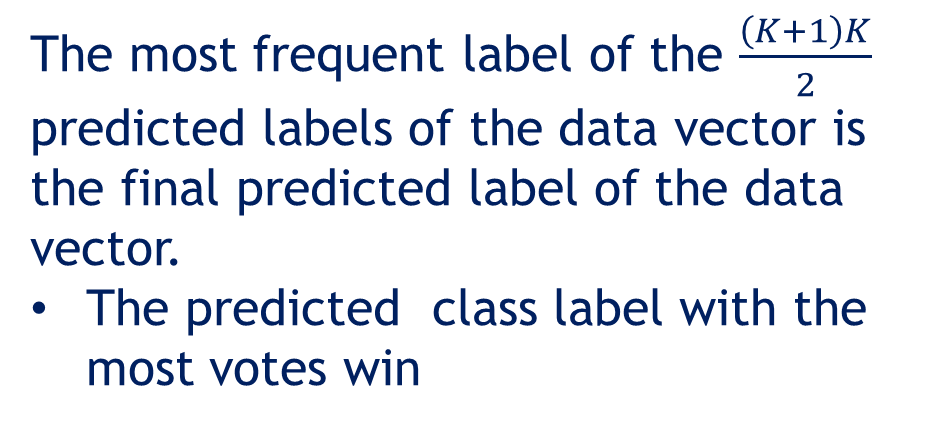 The most frequent label of the (K+1)K/2
predicted labels of the data vector is
the final predicted label of the data
vector.
• The predicted class label with the
most votes win